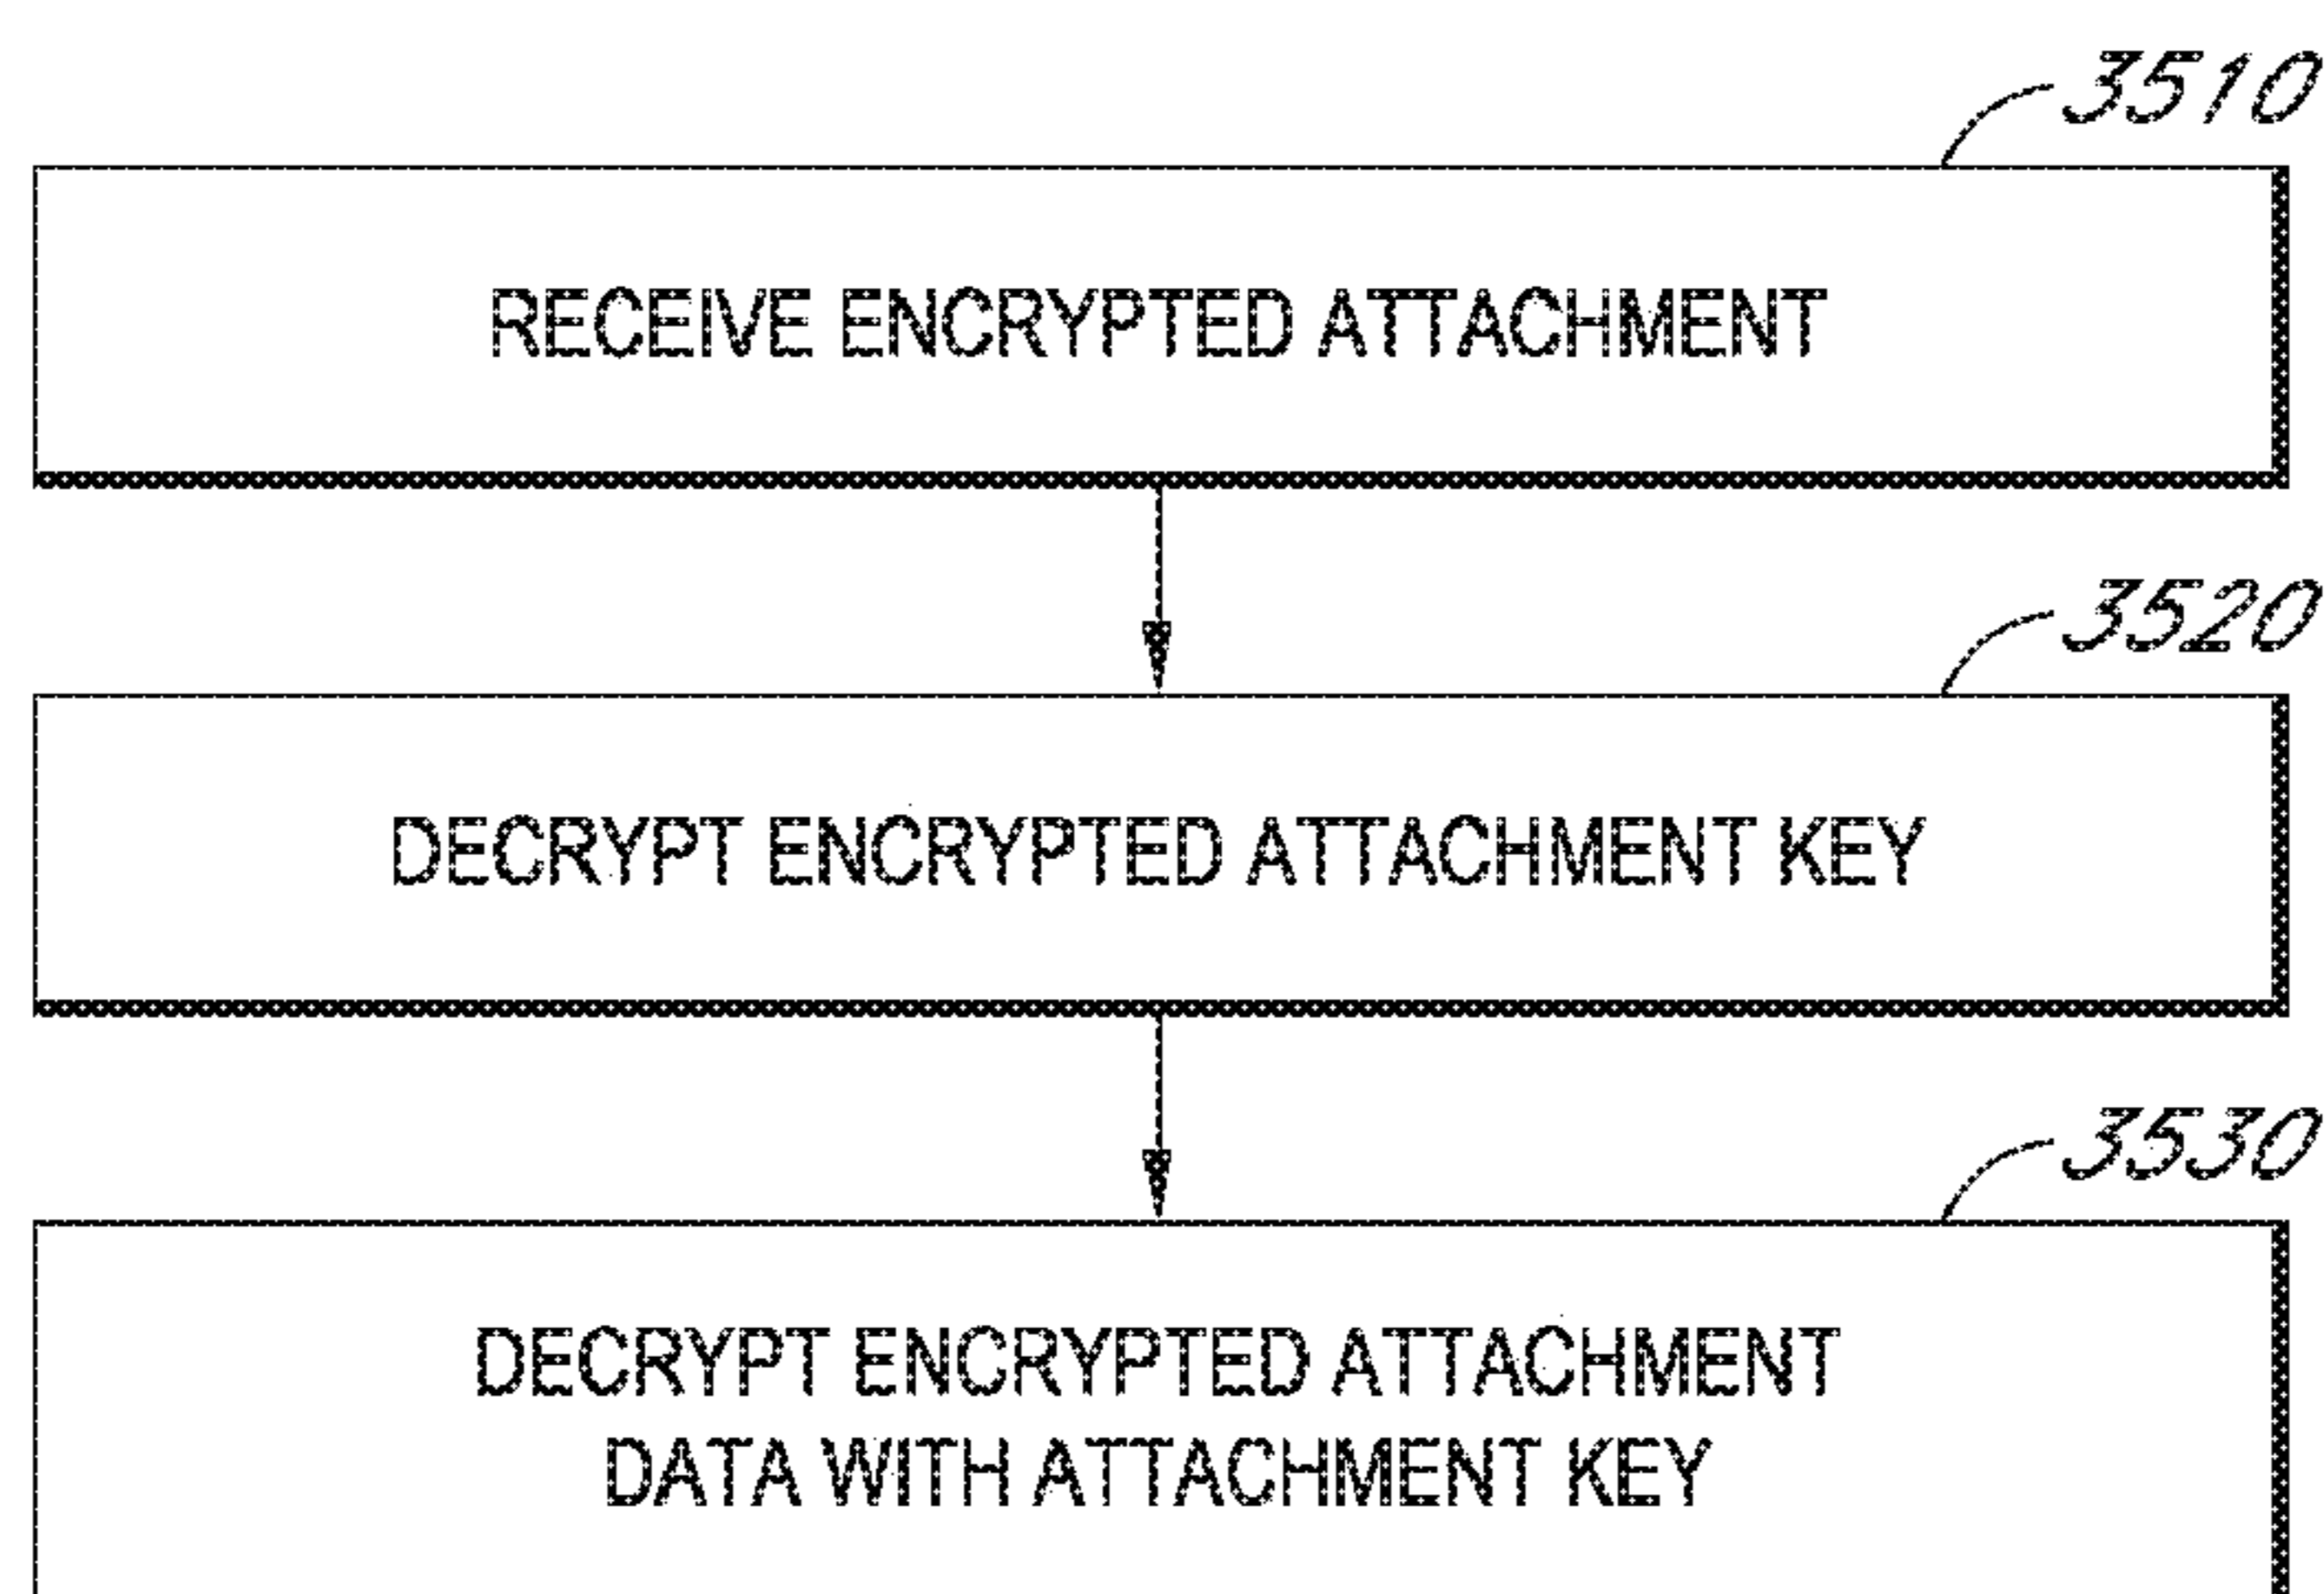 3510
RECEIVE ENCRYPTED ATTACHMENT
3520
DECRYPT ENCRYPTED ATTACHMENT KEY
3530
DECRYPT ENCRYPTED ATTACHMENT
DATA WITH ATTACHMENT KEY